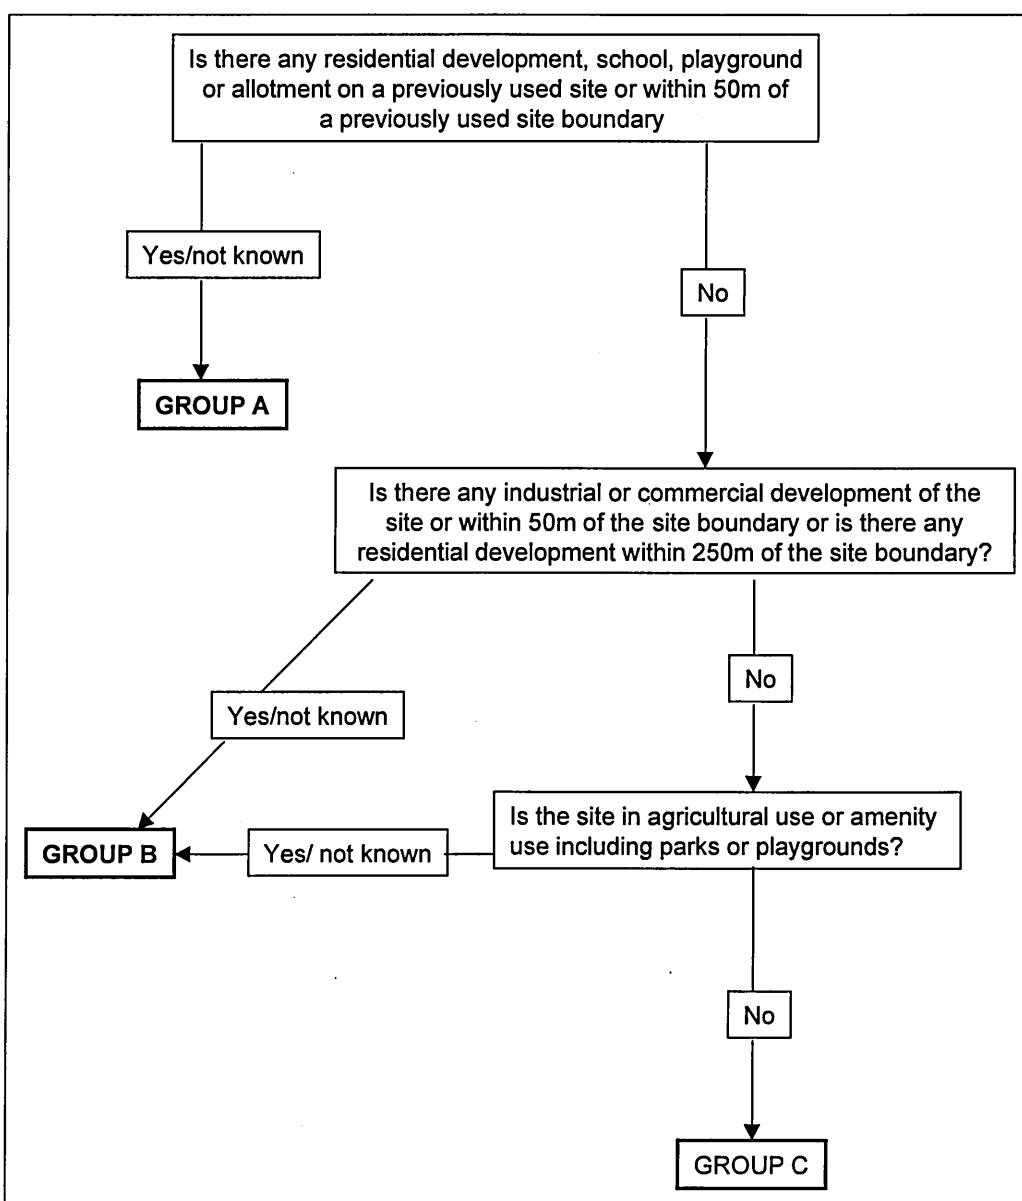 Is there any residential development, school, playground
or allotment on a previously used site or within 50m of
a previously used site boundary
Yes/not known
No
GROUP A
Is there any industrial or commercial development of the
site or within 50m of the site boundary or is there any
residential development within 250m of the site boundary?
No
Yes/not known
Is the site in agricultural use or amenity
use including parks or playgrounds?
GROUP B
Yes/ not known
No
GROUP C